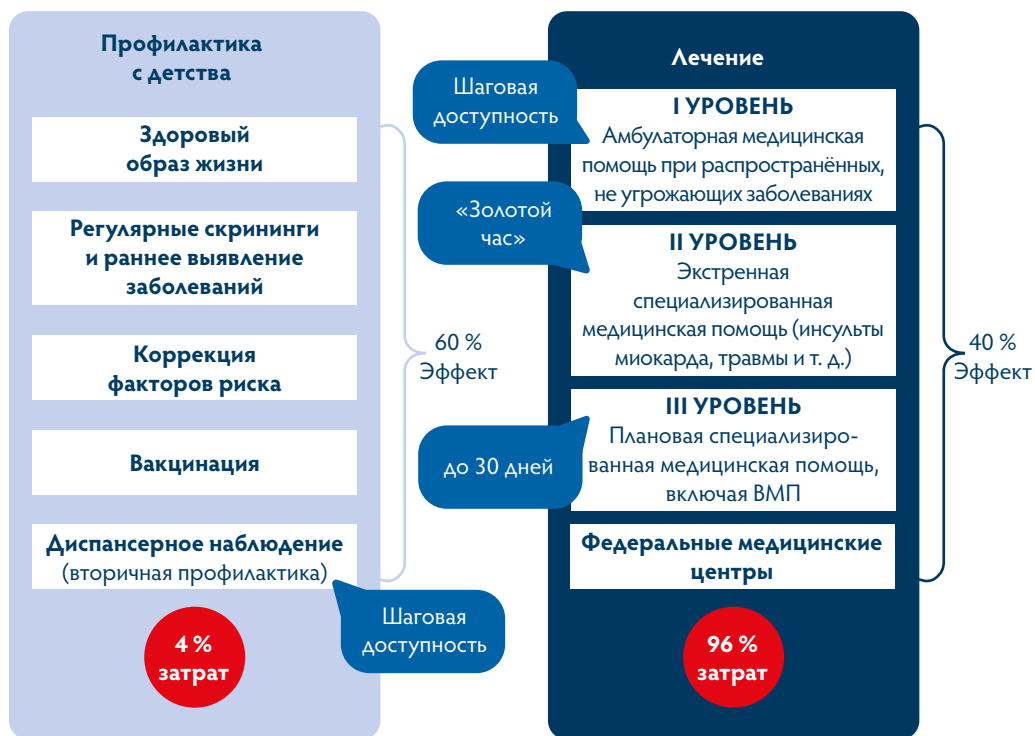 Профилактика
с детства
Здоровый
образ жизни
Регулярные скрининги
и раннее выявление
заболеваний
Коррекция
факторов риска
Вакцинация
Диспансерное наблюдение
(вторичная профилактика)
Шаговая
доступность
4 %
затрат
60 %
Эффект
Лечение
Шаговая
доступность
I УРОВЕНЬ
Амбулаторная медицинская
помощь при распространённых,
не угрожающих заболеваниях
«Золотой
час»
II УРОВЕНЬ
Экстренная
специализированная
медицинская помощь (инсульты
миокарда, травмы и т. д.)
до 30 дней
III УРОВЕНЬ
Плановая специализиро-
ванная медицинская помощь,
включая ВМП
Федеральные медицинские
центры
96 %
затрат
40 %
Эффект